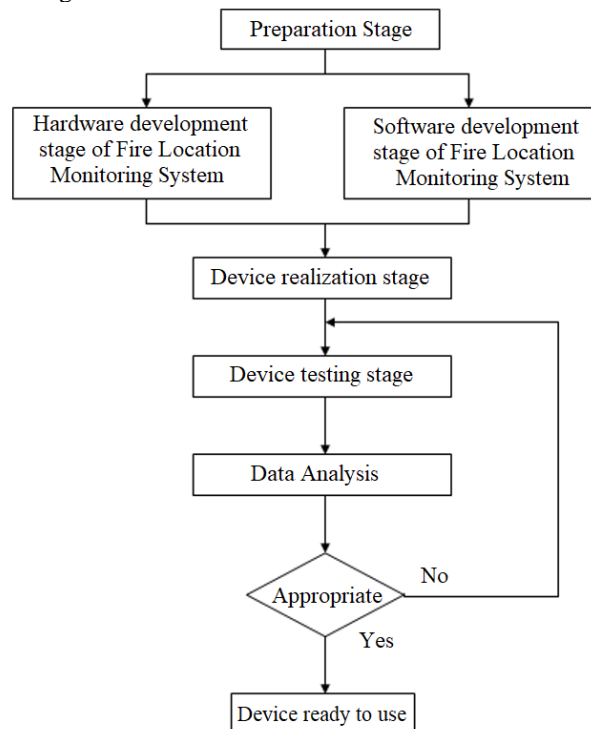 Preparation Stage
Hardware development
stage of Fire Location
Monitoring System
Software development
stage of Fire Location
Monitoring System
Device realization stage
Device testing stage
Data Analysis
Appropriate
No
Yes
Device ready to use